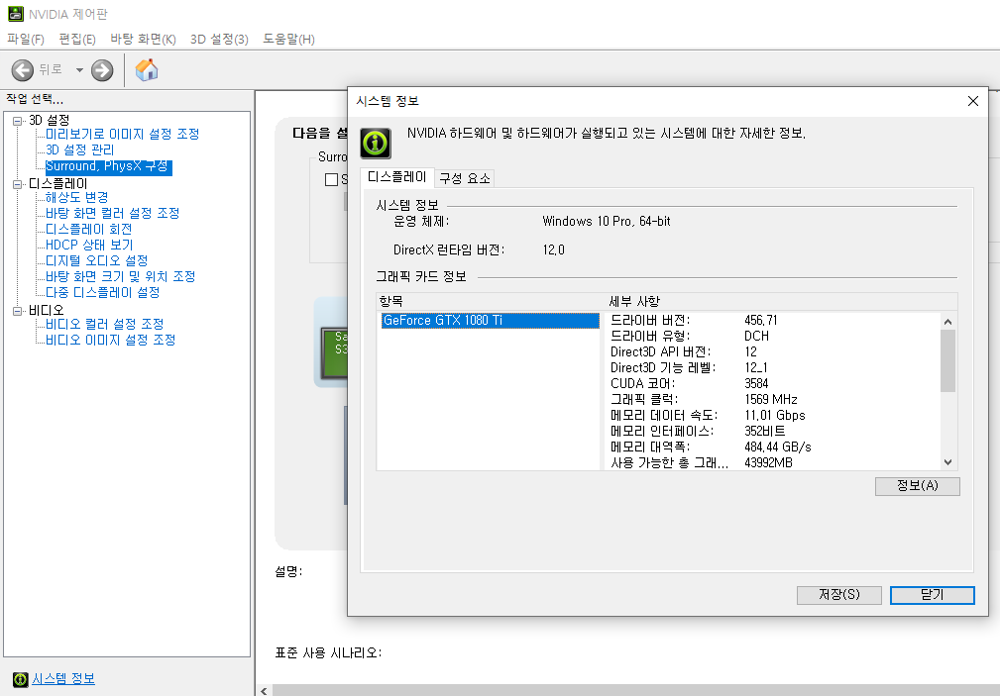 NVIDIA 제어판
파일(F) 편집(E) 바탕 화면(K) 3D 설정(3) 도움말(H)
뒤로
작업 선택...
3D 설정
미리보기로 이미지 설정 조정
3D 설정 관리
Surround, PhysX 구성
디스플레이
해상도 변경
바탕 화면 컬러 설정 조정
디스플레이 회전
HDCP 상태 보기
디지털 오디오 설정
바탕 화면 크기 및 위치 조정
다중 디스플레이 설정
비디오
비디오 컬러 설정 조정
비디오 이미지 설정 조정
시스템 정보
다음을 설
Surro
S
Sa
S3
설명:
표준 사용 시나리오:
시스템 정보
NVIDIA 하드웨어 및 하드웨어가 실행되고 있는 시스템에 대한 자세한 정보.
디스플레이 구성 요소
시스템 정보
운영 체제: Windows 10 Pro, 64-bit
DirectX 런타임 버전: 12.0
그래픽 카드 정보
항목 세부 사항
GeForce GTX 1080 Ti
드라이버 버전: 456.71
드라이버 유형: DCH
Direct3D API 버전: 12
Direct3D 기능 레벨: 12_1
CUDA 코어: 3584
그래픽 클럭: 1569 MHz
메모리 데이터 속도: 11.01 Gbps
메모리 인터페이스: 352비트
메모리 대역폭: 484.44 GB/s
사용 가능한 총 그래... 43992MB
정보(A)
저장(S) 닫기